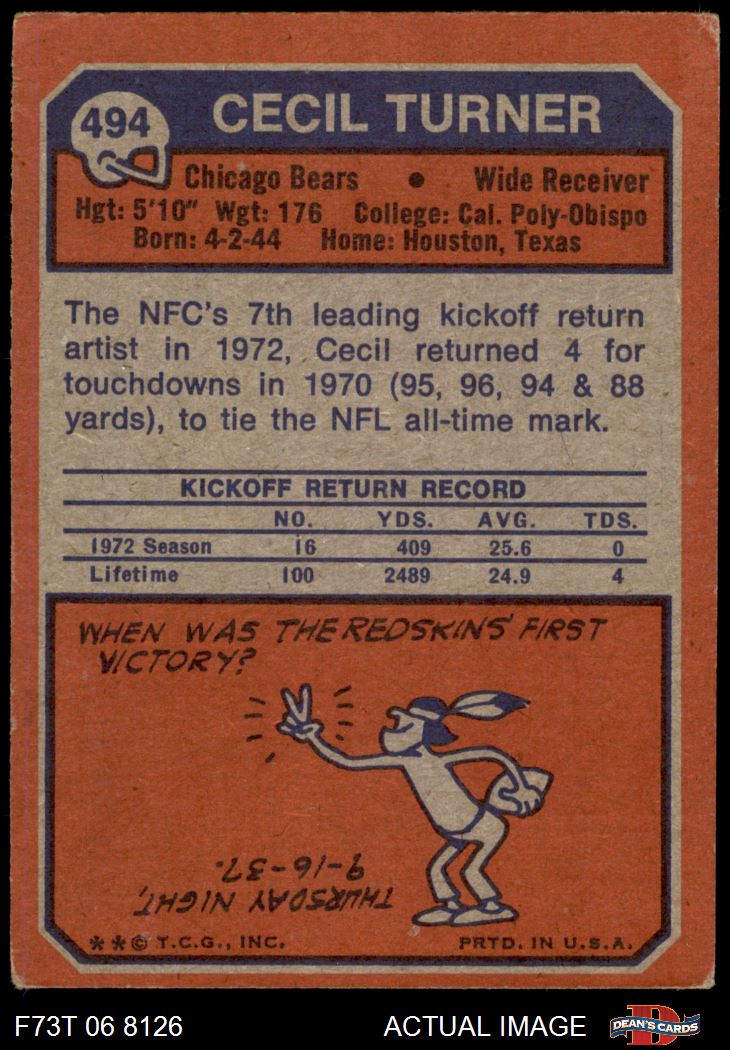 494
CECIL TURNER
Chicago Bears • Wide Receiver
Hgt: 5'10" Wgt: 176 College: Cal. Poly-Obispo
Born: 4-2-44 Home: Houston, Texas
The NFC's 7th leading kickoff return
artist in 1972, Cecil returned 4 for
touchdowns in 1970 (95, 96, 94 & 88
yards), to tie the NFL all-time mark.
KICKOFF RETURN RECORD
NO. YDS. AVG. TDS.
1972 Season 16 409 25.6 0
Lifetime 100 2489 24.9 4
WHEN WAS THE REDSKINS' FIRST
VICTORY?
THURSDAY NIGHT,
9-16-37.
**© T.C.G., INC. PRTD. IN U.S.A.
F73T 06 8126 ACTUAL IMAGE D DEAN'S CARDS